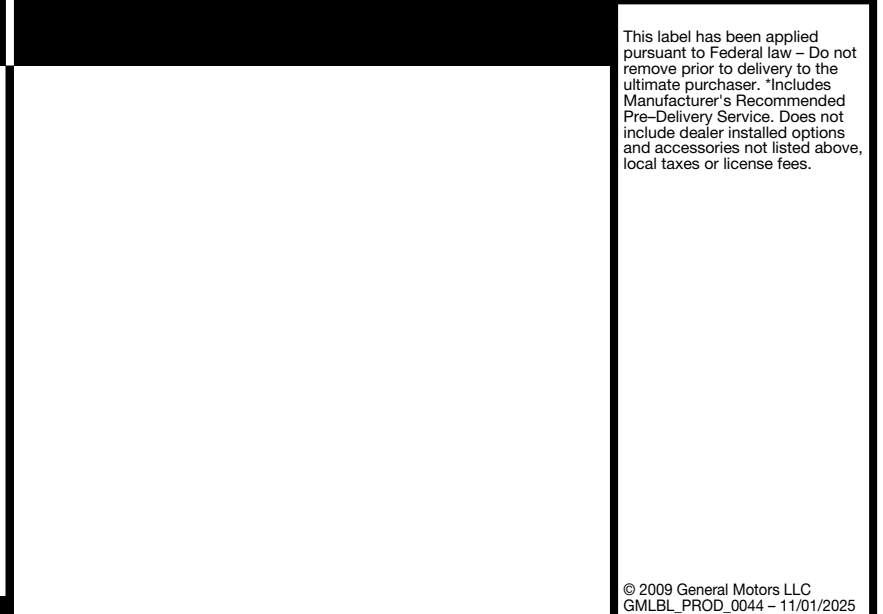 This label has been applied
pursuant to Federal law – Do not
remove prior to delivery to the
ultimate purchaser. *Includes
Manufacturer's Recommended
Pre–Delivery Service. Does not
include dealer installed options
and accessories not listed above,
local taxes or license fees.
© 2009 General Motors LLC
GMLBL_PROD_0044 – 11/01/2025